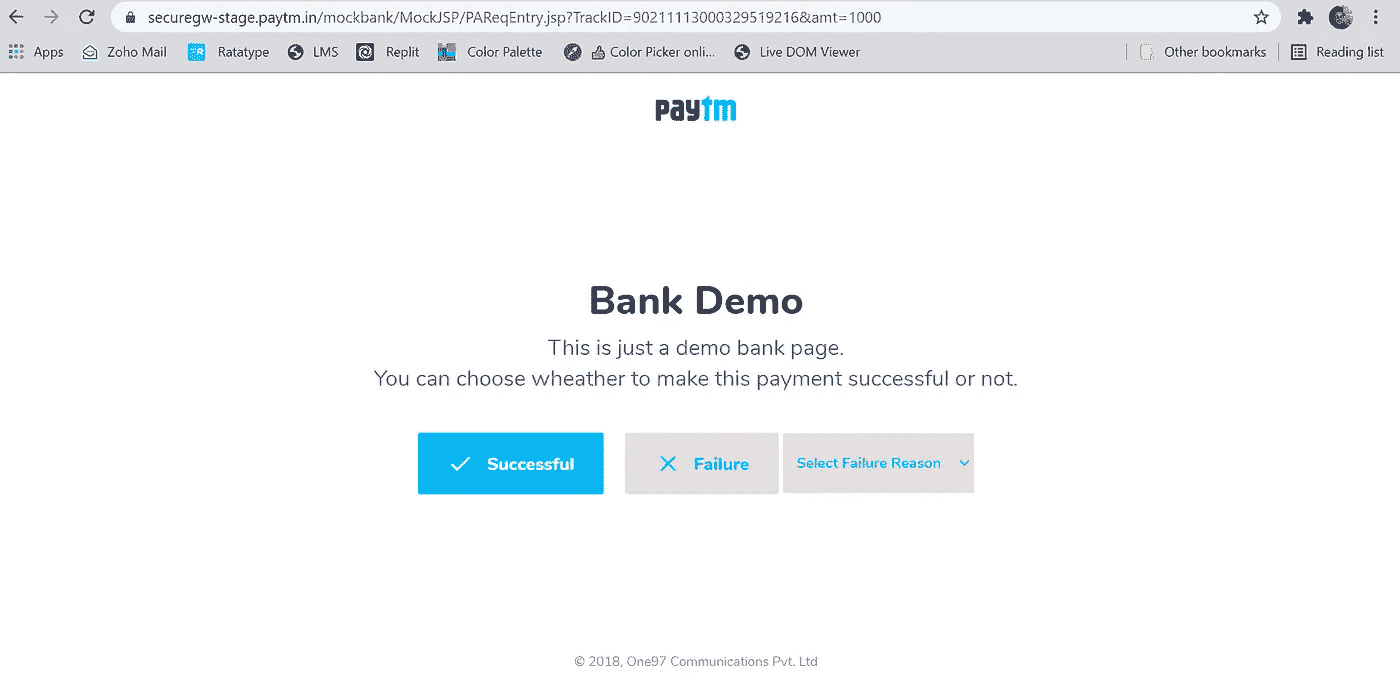 securegw-stage.paytm.in/mockbank/MockJSP/PAReqEntry.jsp?TrackID=90211113000329519216&amt=1000
Apps Zoho Mail Ratatype LMS Replit Color Palette Color Picker onli... Live DOM Viewer Other bookmarks Reading list
paytm
Bank Demo
This is just a demo bank page.
You can choose wheather to make this payment successful or not.
Successful Failure Select Failure Reason
© 2018, One97 Communications Pvt. Ltd